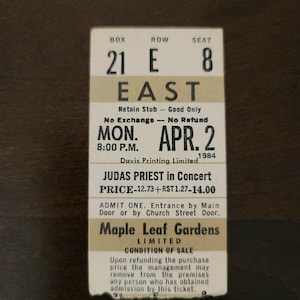 BOX ROW SEAT
21 E 8
EAST
Retain Stub — Good Only
No Exchange — No Refund
MON. APR. 2
8:00 P.M. 1984
Davis Printing Limited
JUDAS PRIEST in Concert
PRICE-12.73+RST1.27-14.00
ADMIT ONE. Entrance by Main
Door or by Church Street Door.
Maple Leaf Gardens
LIMITED
CONDITION OF SALE
Upon refunding the purchase
price the management may
remove from the premises
any person who has
obtained admission by this ticket.